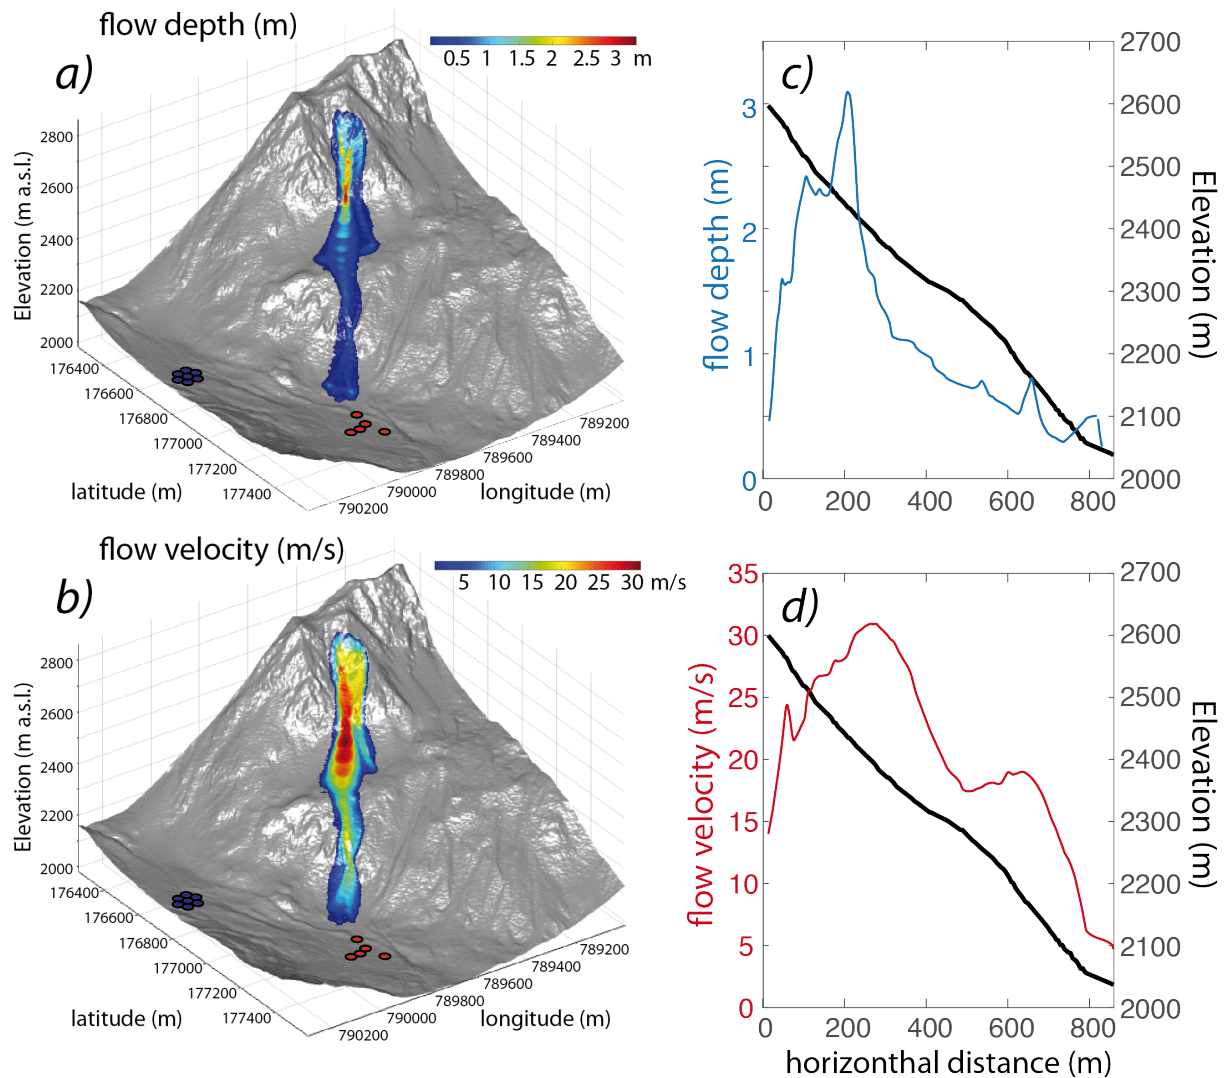 flow depth (m)
a)
0.5 1 1.5 2 2.5 3 m
Elevation (m a.s.l.)
2800
2600
2400
2200
2000
176400
176600
176800
177000
177200
177400
latitude (m)
789200
789400
789600
789800
790000
790200
longitude (m)
c)
flow depth (m)
3
2
1
0
2700
2600
2500
2400
2300
2200
2100
2000
Elevation (m)
0 200 400 600 800
flow velocity (m/s)
b)
5 10 15 20 25 30 m/s
Elevation (m a.s.l.)
2800
2600
2400
2200
2000
176400
176600
176800
177000
177200
177400
latitude (m)
789200
789400
789600
789800
790000
790200
longitude (m)
d)
flow velocity (m/s)
35
30
25
20
15
10
5
0
2700
2600
2500
2400
2300
2200
2100
2000
Elevation (m)
0 200 400 600 800
horizonthal distance (m)